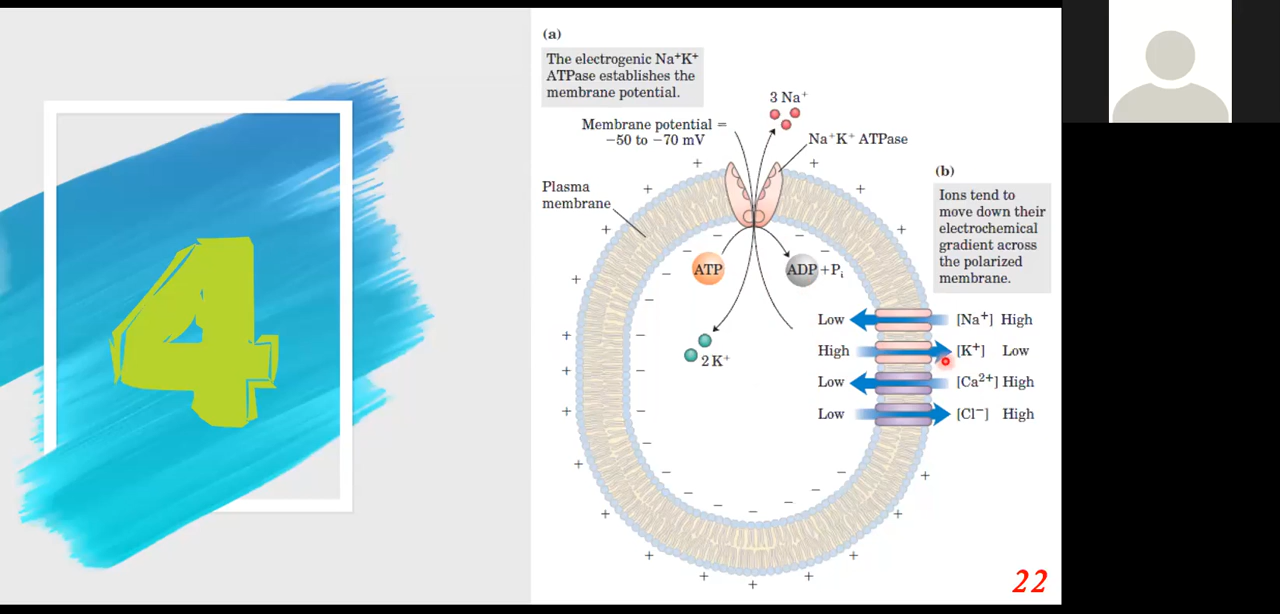 4
(a)
The electrogenic Na⁺K⁺
ATPase establishes the
membrane potential.
3 Na⁺
Membrane potential =
−50 to −70 mV
Na⁺K⁺ ATPase
Plasma
membrane
ATP
ADP +Pᵢ
2 K⁺
(b)
Ions tend to
move down their
electrochemical
gradient across
the polarized
membrane.
Low [Na⁺] High
High [K⁺] Low
Low [Ca²⁺] High
Low [Cl⁻] High
22